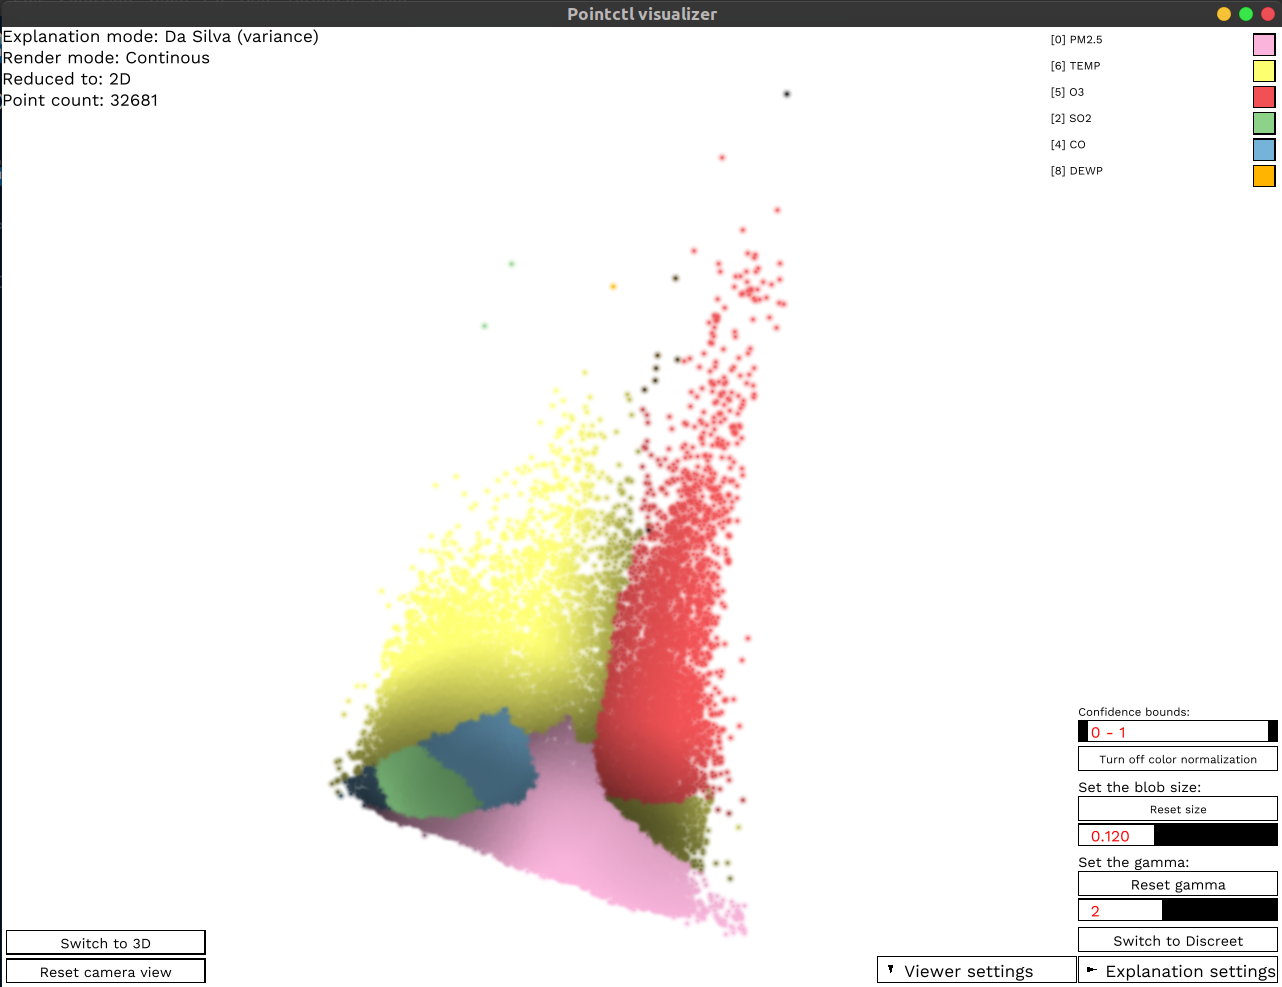 Pointctl visualizer
Explanation mode: Da Silva (variance)
Render mode: Continous
Reduced to: 2D
Point count: 32681
[0] PM2.5
[6] TEMP
[5] O3
[2] SO2
[4] CO
[8] DEWP
Confidence bounds:
0 - 1
Turn off color normalization
Set the blob size:
Reset size
0.120
Set the gamma:
Reset gamma
2
Switch to Discreet
Switch to 3D
Reset camera view
Viewer settings
Explanation settings